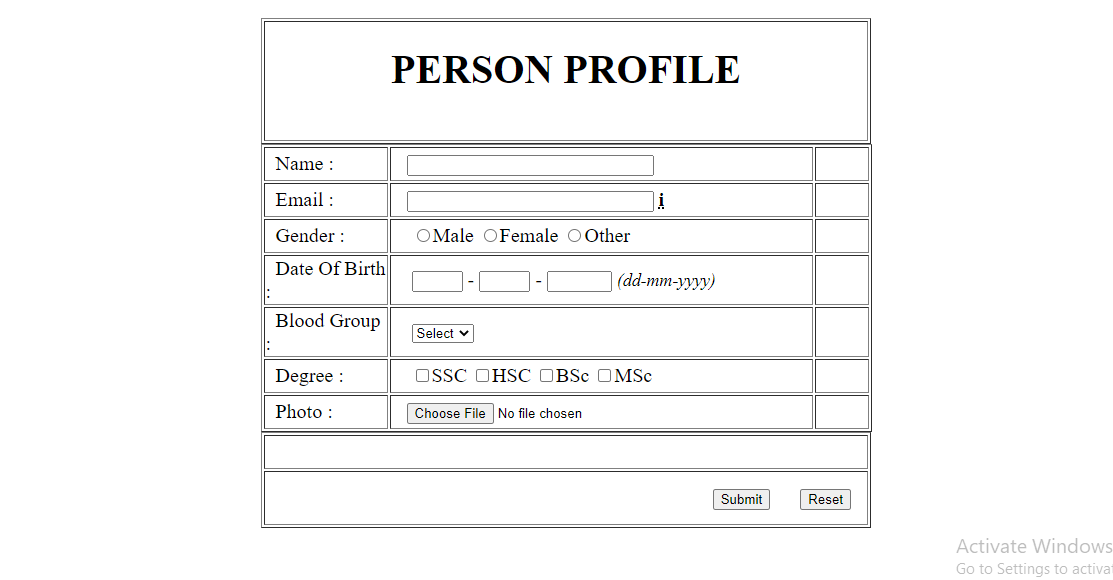 PERSON PROFILE
Name :
Email : i
Gender : Male Female Other
Date Of Birth
: - - (dd-mm-yyyy)
Blood Group
: Select
Degree : SSC HSC BSc MSc
Photo : Choose File No file chosen
Submit Reset
Activate Windows
Go to Settings to activat